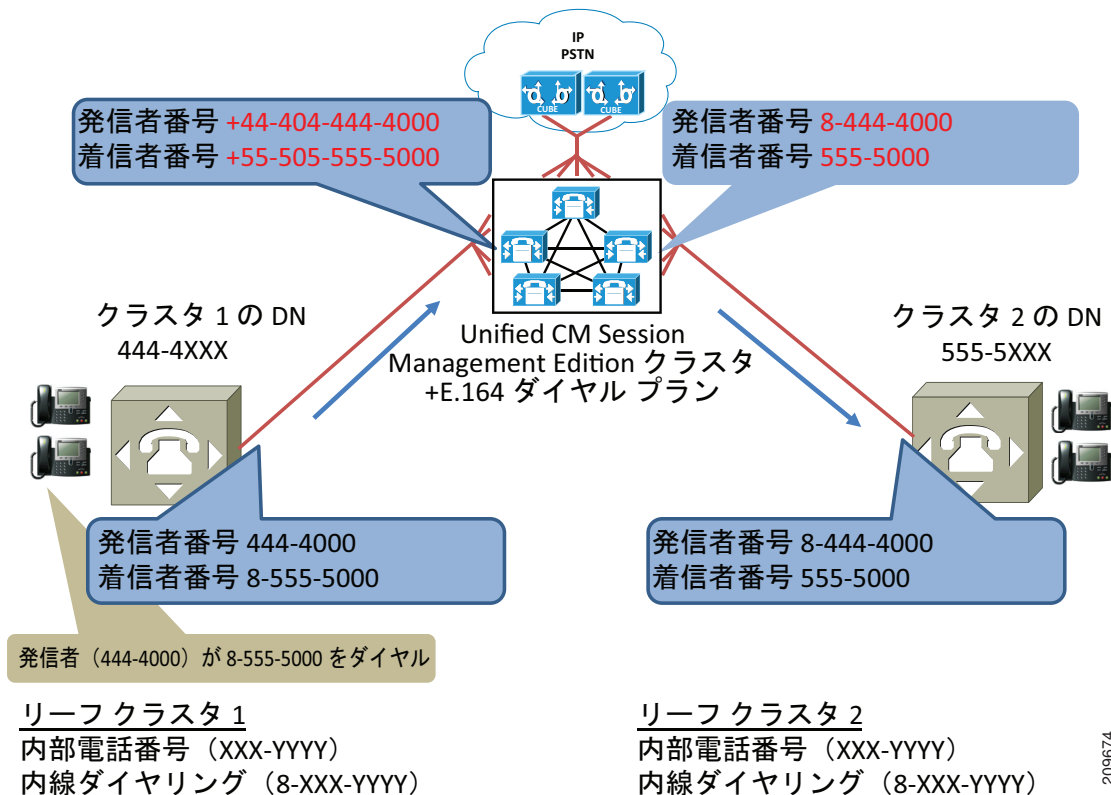 IP
PSTN
CUBE
CUBE
発信者番号 +44-404-444-4000
着信者番号 +55-505-555-5000
発信者番号 8-444-4000
着信者番号 555-5000
クラスタ 1 の DN
444-4XXX
Unified CM Session
Management Edition クラスタ
+E.164 ダイヤル プラン
クラスタ 2 の DN
555-5XXX
発信者番号 444-4000
着信者番号 8-555-5000
発信者番号 8-444-4000
着信者番号 555-5000
発信者（444-4000）が 8-555-5000 をダイヤル
リーフ クラスタ 1
内部電話番号（XXX-YYYY）
内線ダイヤリング（8-XXX-YYYY）
リーフ クラスタ 2
内部電話番号（XXX-YYYY）
内線ダイヤリング（8-XXX-YYYY）
209674